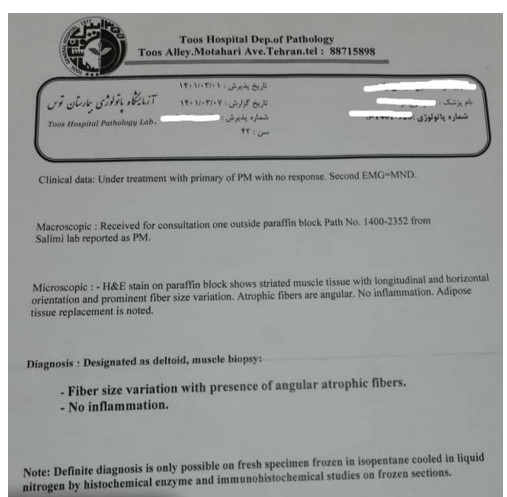 Toos Hospital Dep.of Pathology
Toos Alley.Motahari Ave.Tehran.tel : 88715898
تاریخ پذیرش : ۱۴۰۱/۰۳/۰۱
نام پزشک :
آزمایشگاه پاتولوژی بیمارستان توس
تاریخ گزارش : ۱۴۰۱/۰۳/۰۷
شماره پاتولوژی :
Toos Hospital Pathology Lab.
شماره پذیرش :
سن : ۴۲
Clinical data: Under treatment with primary of PM with no response. Second EMG=MND.
Macroscopic : Received for consultation one outside paraffin block Path No. 1400-2352 from
Salimi lab reported as PM.
Microscopic : - H&E stain on paraffin block shows striated muscle tissue with longitudinal and horizontal
orientation and prominent fiber size variation. Atrophic fibers are angular. No inflammation. Adipose
tissue replacement is noted.
Diagnosis : Designated as deltoid, muscle biopsy:
- Fiber size variation with presence of angular atrophic fibers.
- No inflammation.
Note: Definite diagnosis is only possible on fresh specimen frozen in isopentane cooled in liquid
nitrogen by histochemical enzyme and immunohistochemical studies on frozen sections.